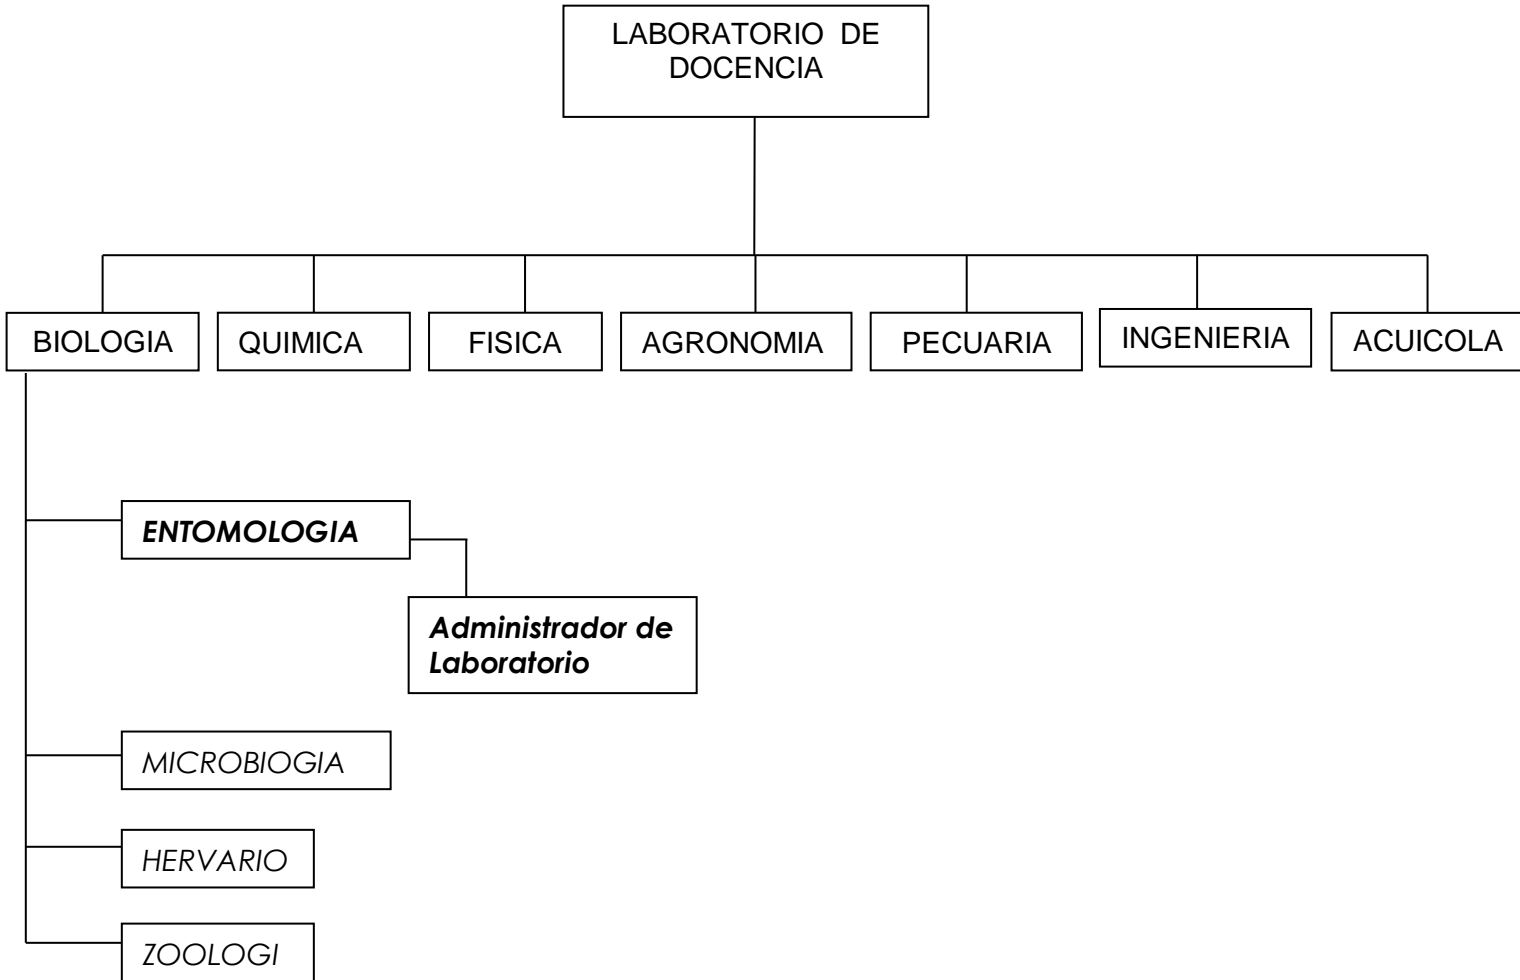 LABORATORIO DE
DOCENCIA
BIOLOGIA
QUIMICA
FISICA
AGRONOMIA
PECUARIA
INGENIERIA
ACUICOLA
ENTOMOLOGIA
Administrador de
Laboratorio
MICROBIOGIA
HERVARIO
ZOOLOGI